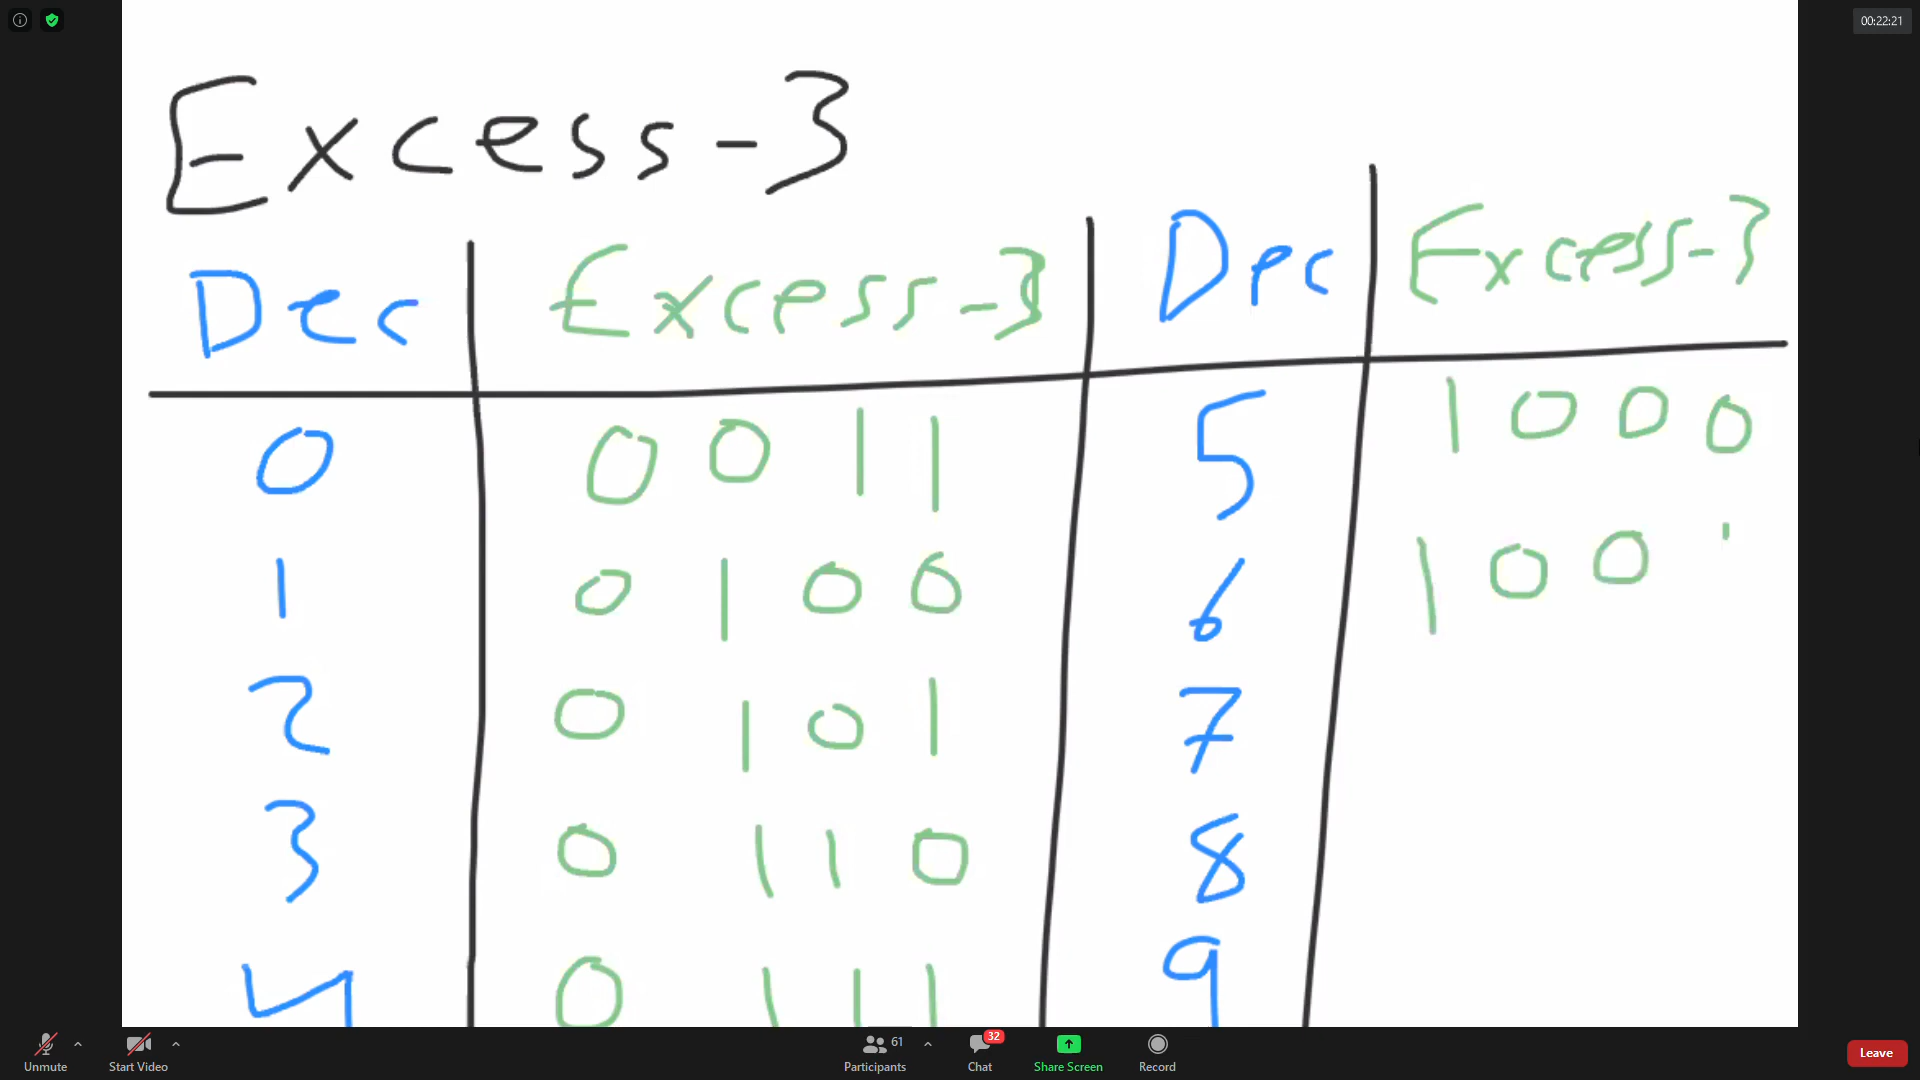 00:22:21
Excess-3
Dec Excess-3 Dec Excess-3
0 0011 5 1000
1 0100 6 100
2 0101 7
3 0110 8
4 0111 9
Unmute Start Video 61 Participants 32 Chat Share Screen Record Leave